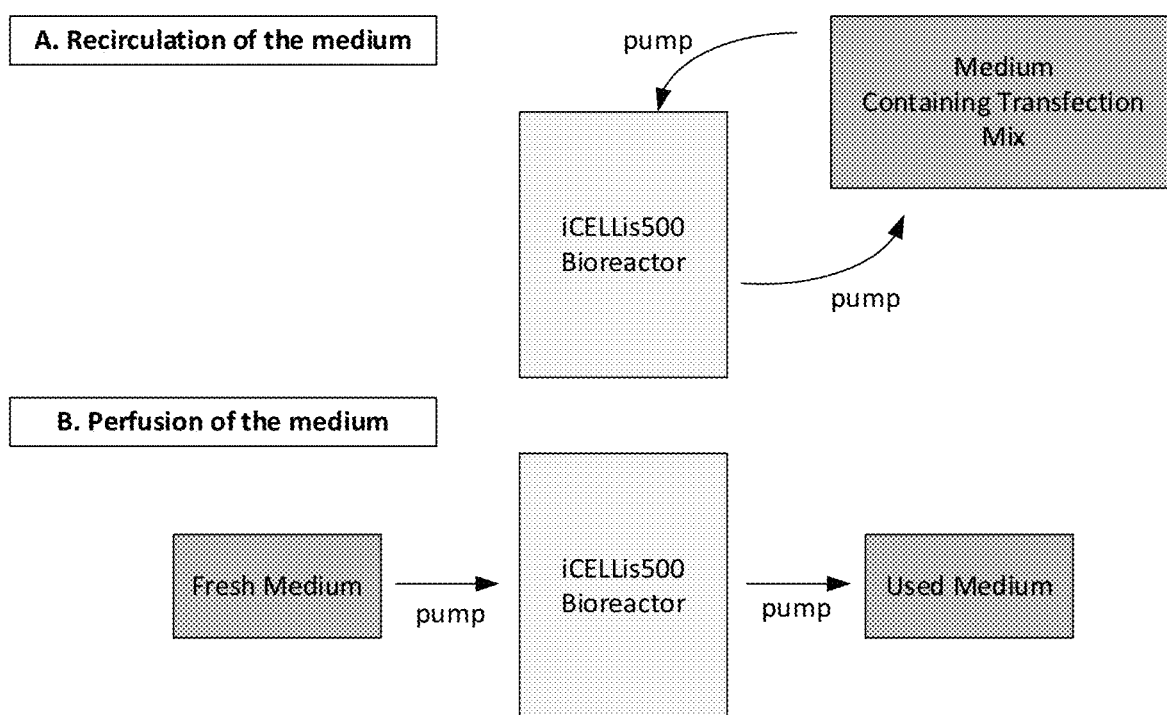 A. Recirculation of the medium
pump
Medium
Containing Transfection
Mix
iCELLis500
Bioreactor
pump
B. Perfusion of the medium
Fresh Medium
pump
iCELLis500
Bioreactor
pump
Used Medium